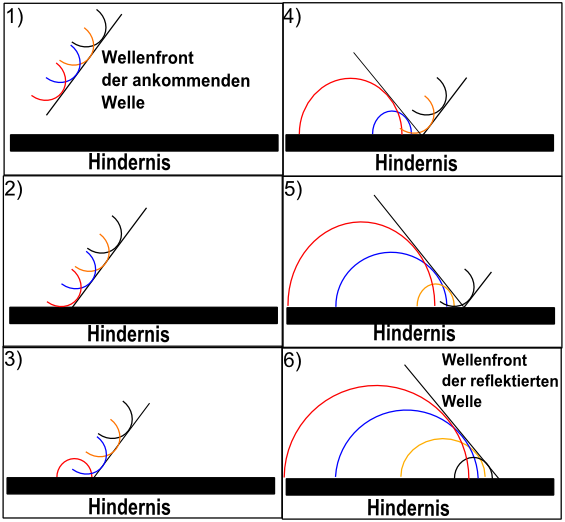 1)
Wellenfront
der ankommenden
Welle
Hindernis
2)
Hindernis
3)
Hindernis
4)
Hindernis
5)
Hindernis
6)
Wellenfront
der reflektierten
Welle
Hindernis